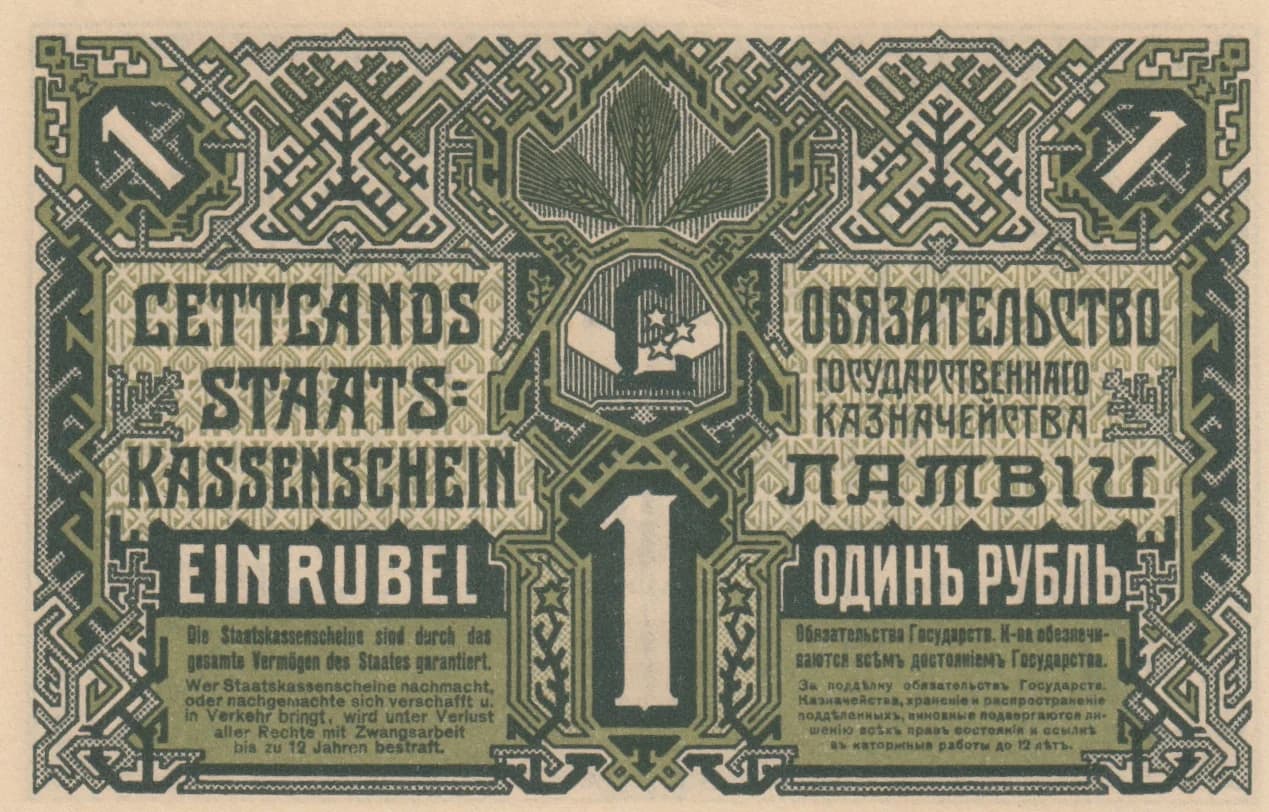 1
1
L
LETTLANDS
STAATS=
KASSENSCHEIN
EIN RUBEL
Die Staatskassenscheine sind durch das
gesamte Vermögen des Staates garantiert.
Wer Staatskassenscheine nachmacht,
oder nachgemachte sich verschafft u.
in Verkehr bringt, wird unter Verlust
aller Rechte mit Zwangsarbeit
bis zu 12 Jahren bestraft.
1
ОБЯЗАТЕЛЬСТВО
ГОСУДАРСТВЕННАГО
КАЗНАЧЕЙСТВА
ЛАТВІИ
ОДИНЪ РУБЛЬ
Обязательства Государств. К-ва обезпечи-
ваются всѣмъ достояніемъ Государства.
За поддѣлку обязательствъ Государств.
Казначейства, храненіе и распространеніе
поддѣленныхъ, виновные подвергаются ли-
шенію всѣхъ правъ состоянія и ссылкѣ
въ каторжныя работы до 12 лѣтъ.